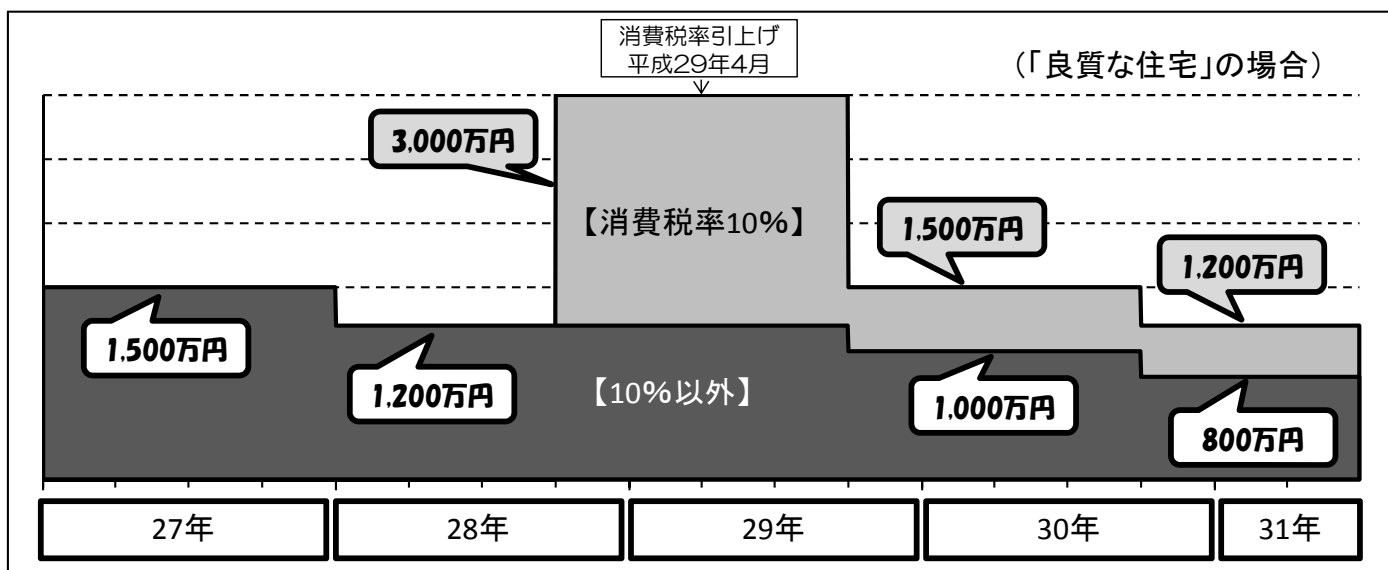 消費税率引上げ
平成29年4月
(「良質な住宅」の場合)
3,000万円
【消費税率10%】
1,500万円
1,200万円
1,500万円
1,200万円
【10%以外】
1,000万円
800万円
27年
28年
29年
30年
31年